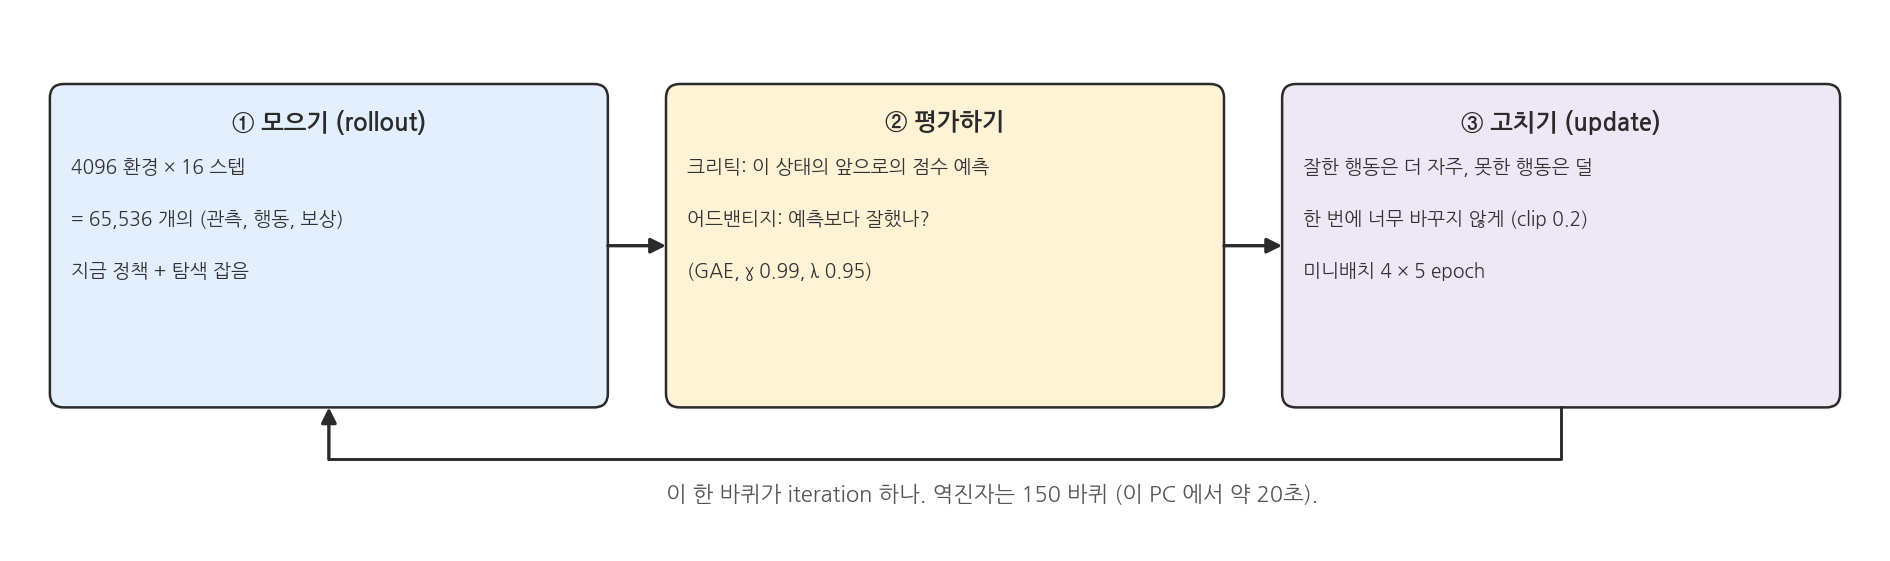 ① 모으기 (rollout)
4096 환경 × 16 스텝
= 65,536 개의 (관측, 행동, 보상)
지금 정책 + 탐색 잡음
② 평가하기
크리틱: 이 상태의 앞으로의 점수 예측
어드밴티지: 예측보다 잘했나?
(GAE, γ 0.99, λ 0.95)
③ 고치기 (update)
잘한 행동은 더 자주, 못한 행동은 덜
한 번에 너무 바꾸지 않게 (clip 0.2)
미니배치 4 × 5 epoch
이 한 바퀴가 iteration 하나. 역진자는 150 바퀴 (이 PC 에서 약 20초).